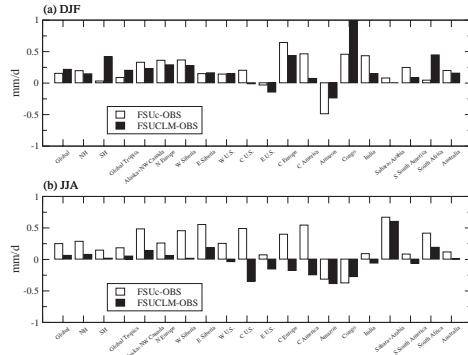 (a) DJF
1
0.5
0
-0.5
-1
mm/d
FSUc-OBS
FSUCLM-OBS
Global
NH
SH
Global Tropics
Alaska+NW Canada
N Europe
W Siberia
E Siberia
W U.S.
C U.S.
E U.S.
C Europe
C America
Amazon
Congo
India
Sahara+Arabia
S South America
South Africa
Australia
(b) JJA
1
0.5
0
-0.5
-1
mm/d
FSUc-OBS
FSUCLM-OBS
Global
NH
SH
Global Tropics
Alaska+NW Canada
N Europe
W Siberia
E Siberia
W U.S.
C U.S.
E U.S.
C Europe
C America
Amazon
Congo
India
Sahara+Arabia
S South America
South Africa
Australia